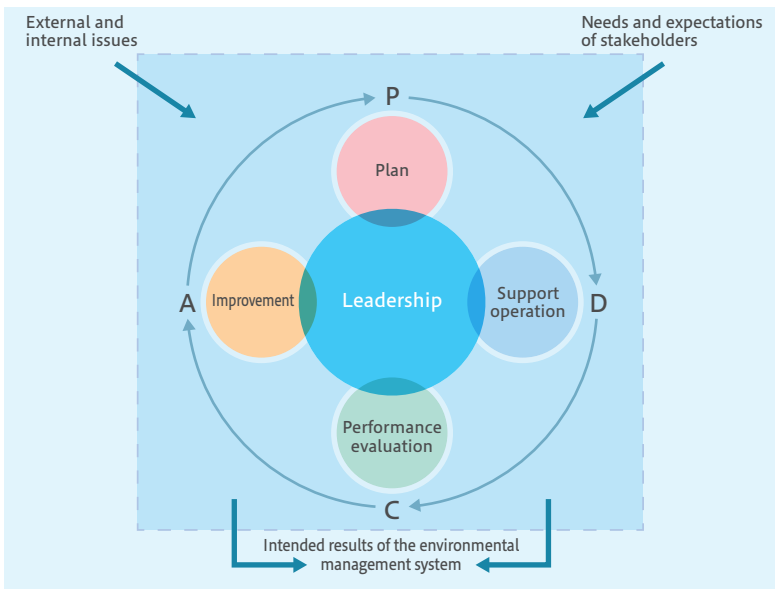 External and
internal issues
Needs and expectations
of stakeholders
P
Plan
A
Improvement
Leadership
Support
operation
D
Performance
evaluation
C
Intended results of the environmental
management system